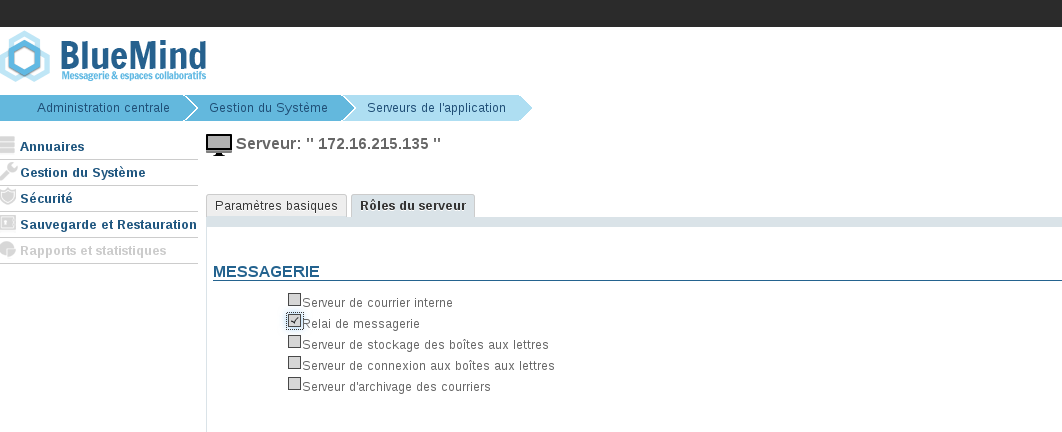 BlueMind
Messagerie & espaces collaboratifs
Administration centrale Gestion du Système Serveurs de l'application
Annuaires
Gestion du Système
Sécurité
Sauvegarde et Restauration
Rapports et statistiques
Serveur: " 172.16.215.135 "
Paramètres basiques Rôles du serveur
MESSAGERIE
Serveur de courrier interne
Relai de messagerie
Serveur de stockage des boîtes aux lettres
Serveur de connexion aux boîtes aux lettres
Serveur d'archivage des courriers